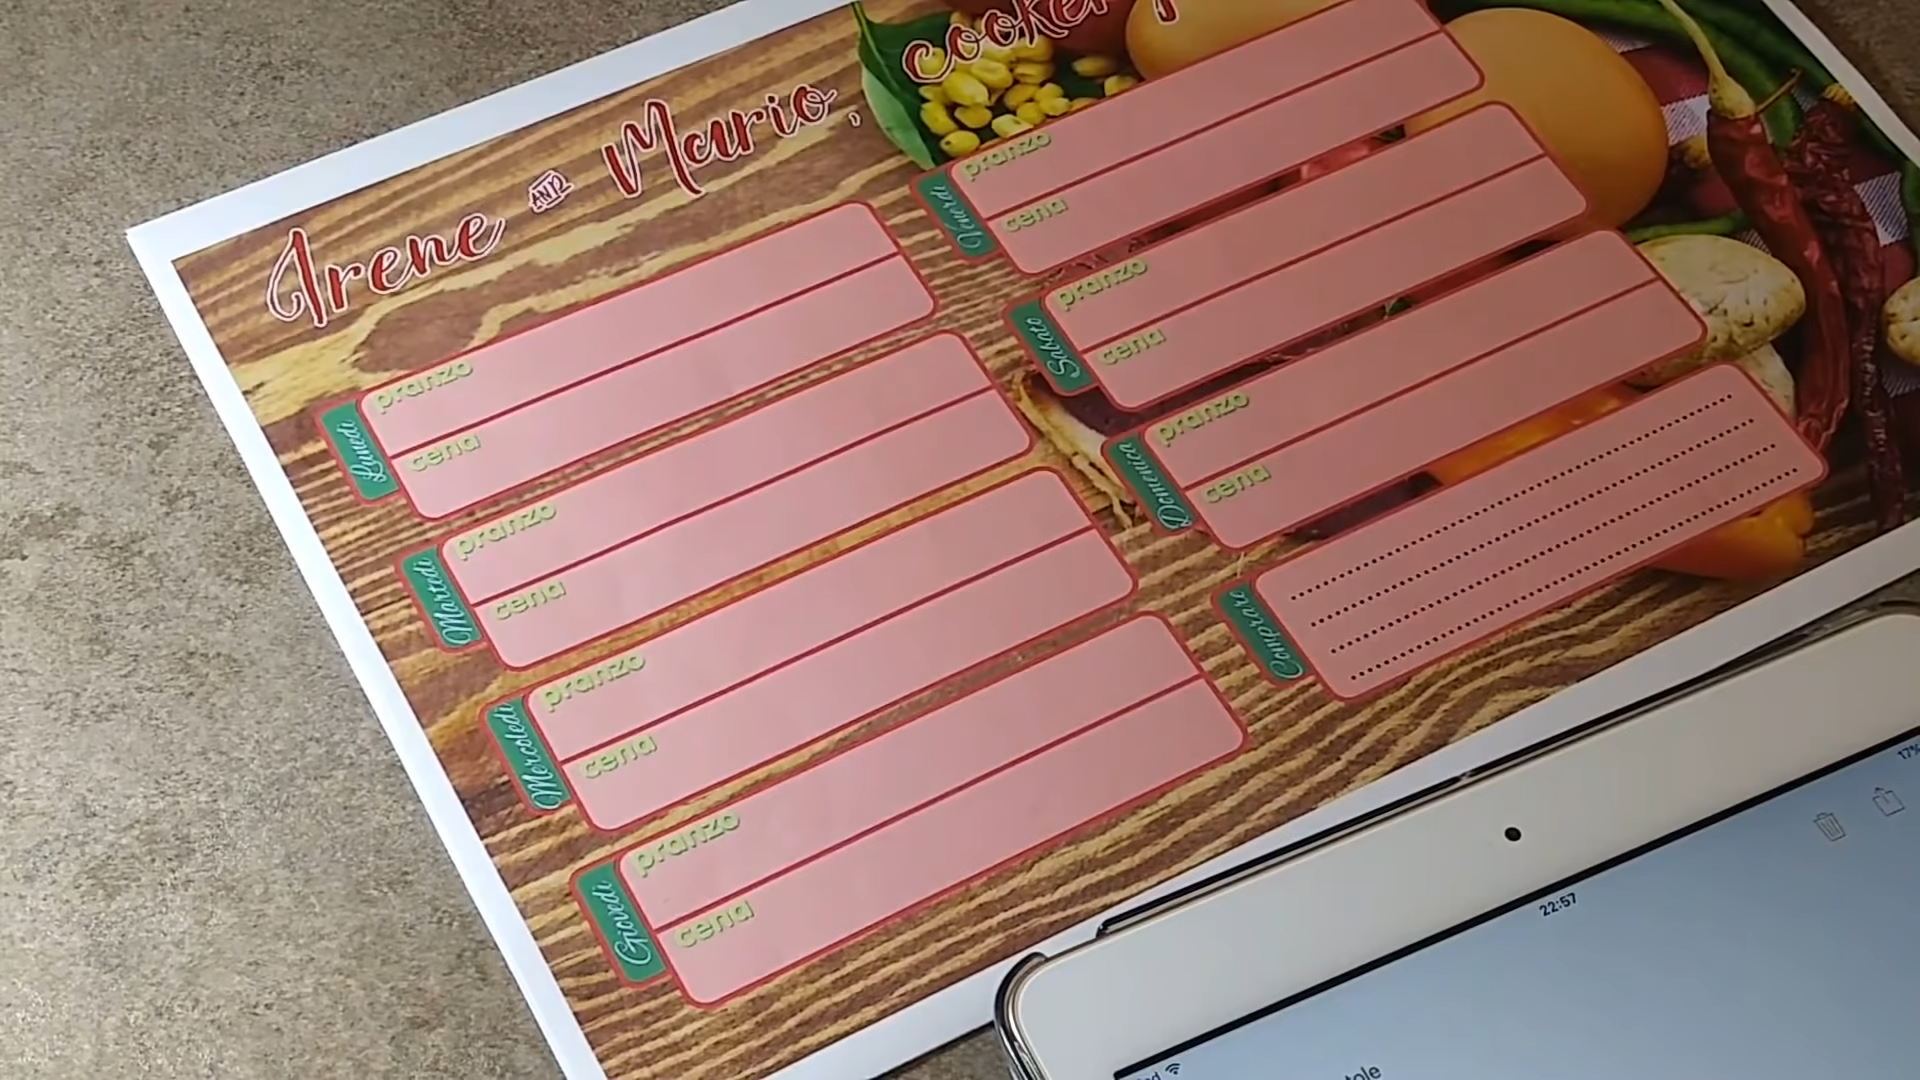 Irene AND Mario,
Lunedì
pranzo
cena
Martedì
pranzo
cena
Mercoledì
pranzo
cena
Giovedì
pranzo
cena
Venerdì
pranzo
cena
Sabato
pranzo
cena
Domenica
pranzo
cena
Comprare
22:57
17%